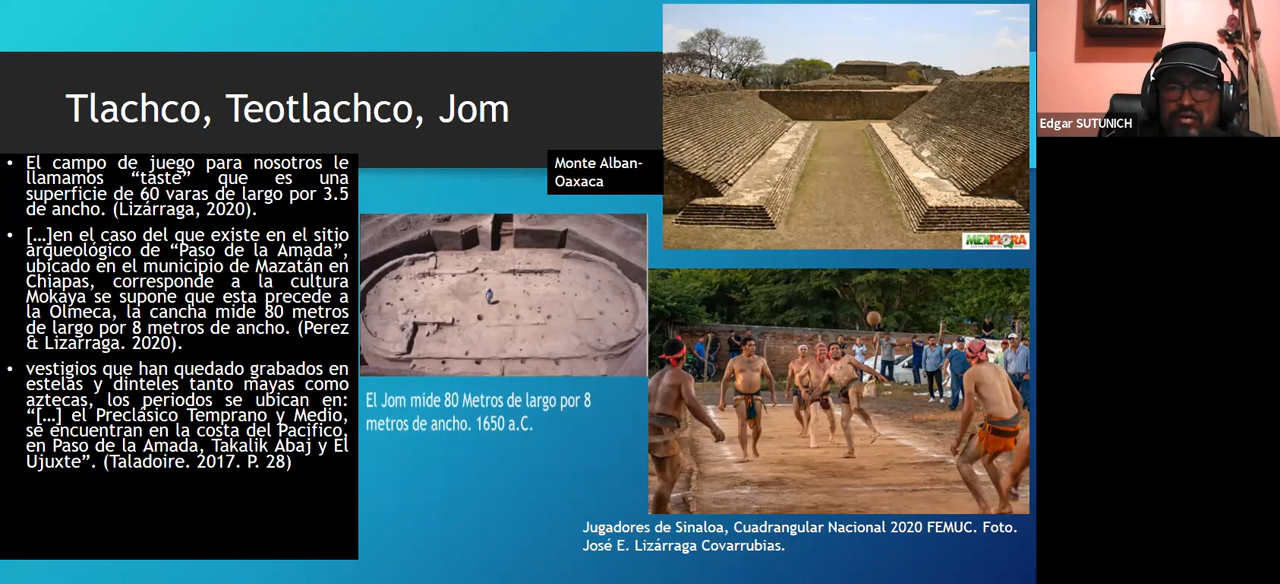 Tlachco, Teotlachco, Jom
• El campo de juego para nosotros le
llamamos “taste” que es una
superficie de 60 varas de largo por 3.5
de ancho. (Lizárraga, 2020).
• […]en el caso del que existe en el sitio
arqueológico de “Paso de la Amada”,
ubicado en el municipio de Mazatán en
Chiapas, corresponde a la cultura
Mokaya se supone que esta precede a
la Olmeca, la cancha mide 80 metros
de largo por 8 metros de ancho. (Perez
& Lizarraga. 2020).
• vestigios que han quedado grabados en
estelas y dinteles tanto mayas como
aztecas, los periodos se ubican en:
“[…] el Preclásico Temprano y Medio,
se encuentran en la costa del Pacifico,
en Paso de la Amada, Takalik Abaj y El
Ujuxte”. (Taladoire. 2017. P. 28)
Monte Alban-
Oaxaca
MEXPLORA
El Jom mide 80 Metros de largo por 8
metros de ancho. 1650 a.C.
Jugadores de Sinaloa, Cuadrangular Nacional 2020 FEMUC. Foto.
José E. Lizárraga Covarrubias.
Edgar SUTUNICH